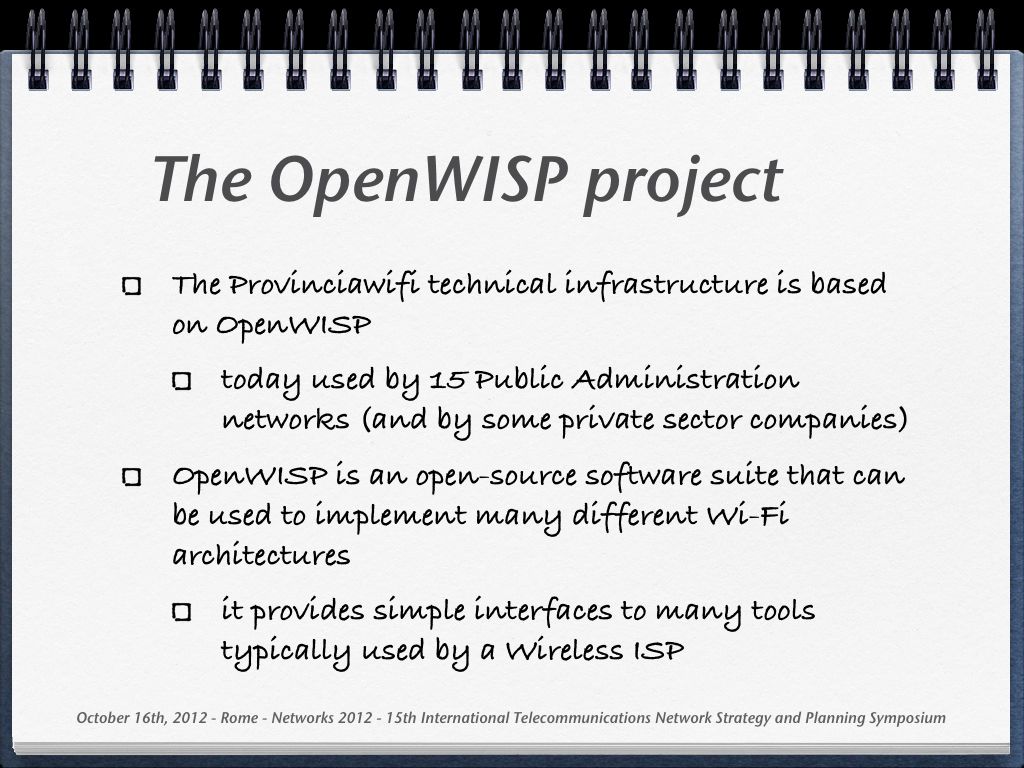 The OpenWISP project
The Provinciawifi technical infrastructure is based
on OpenWISP
today used by 15 Public Administration
networks (and by some private sector companies)
OpenWISP is an open-source software suite that can
be used to implement many different Wi-Fi
architectures
it provides simple interfaces to many tools
typically used by a Wireless ISP
October 16th, 2012 - Rome - Networks 2012 - 15th International Telecommunications Network Strategy and Planning Symposium